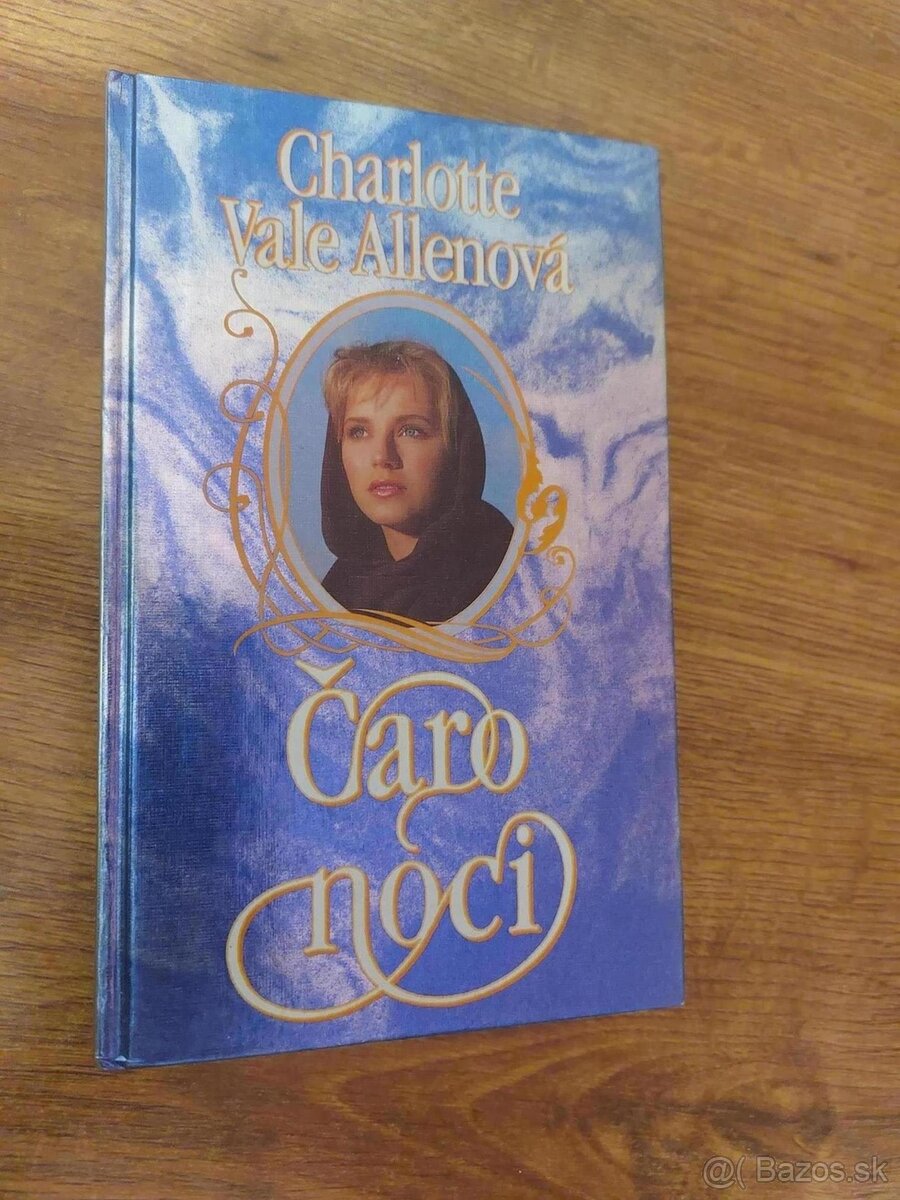 Charlotte
Vale Allenová
Čaro
noci
@( Bazos.sk